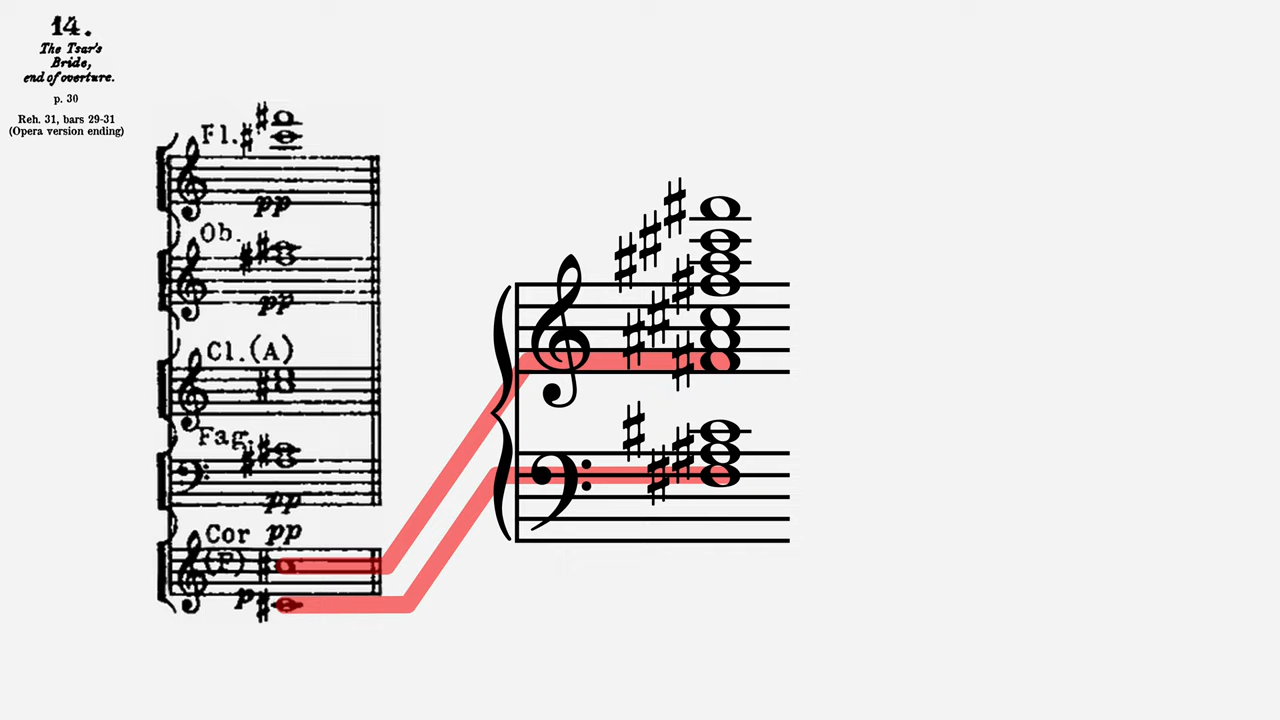 14.
The Tsar's
Bride,
end of overture.
p. 30
Reh. 31, bars 29-31
(Opera version ending)
Fl.
pp
Ob.
pp
Cl.(A)
Fag.
pp
Cor pp
(F)
p